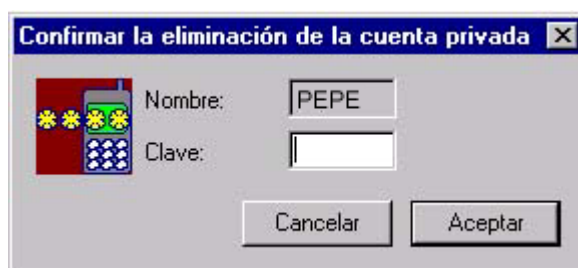 Confirmar la eliminación de la cuenta privada
Nombre: PEPE
Clave:
Cancelar Aceptar